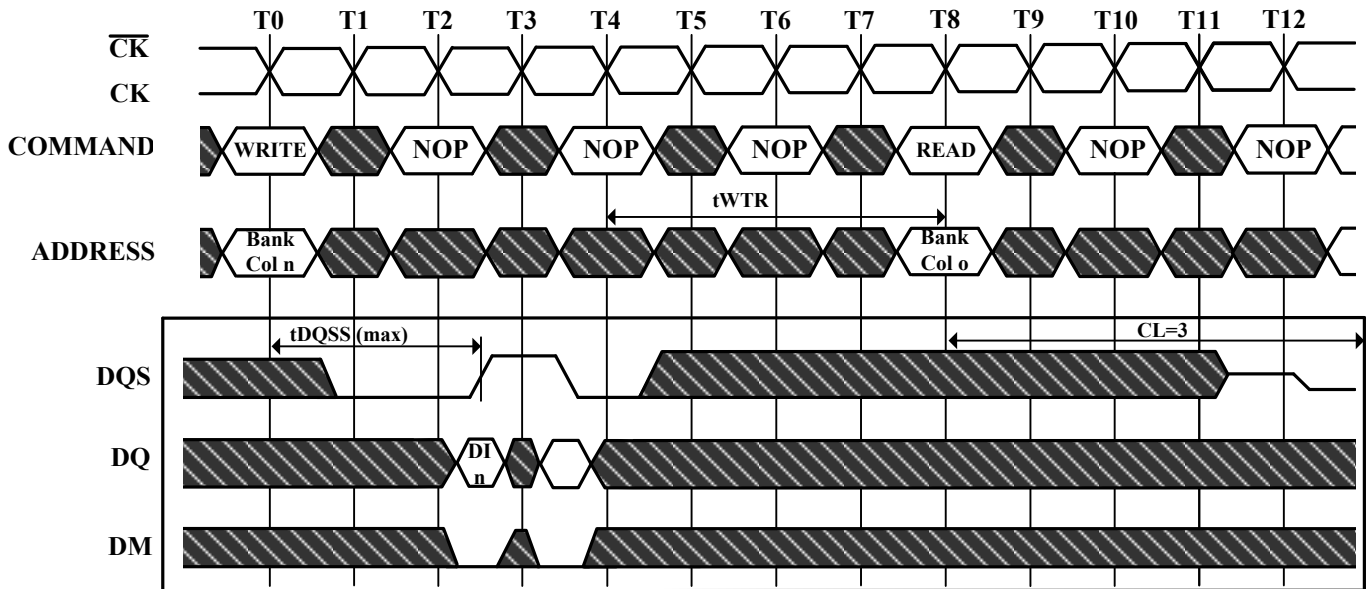 T0 T1 T2 T3 T4 T5 T6 T7 T8 T9 T10 T11 T12
CK
CK
COMMAND WRITE NOP NOP NOP READ NOP NOP
tWTR
ADDRESS Bank Col n Bank Col o
tDQSS (max) CL=3
DQS
DQ DI n
DM